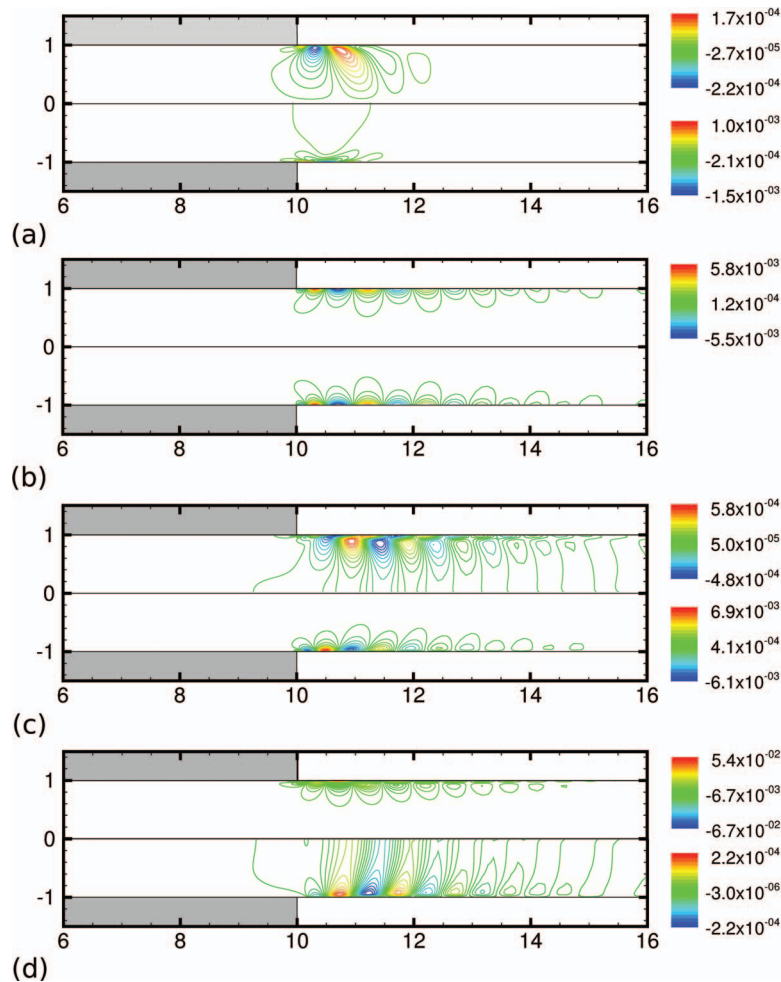 1
0
-1
6 8 10 12 14 16
1.7x10⁻⁰⁴
-2.7x10⁻⁰⁵
-2.2x10⁻⁰⁴
1.0x10⁻⁰³
-2.1x10⁻⁰⁴
-1.5x10⁻⁰³
(a)
1
0
-1
6 8 10 12 14 16
5.8x10⁻⁰³
1.2x10⁻⁰⁴
-5.5x10⁻⁰³
(b)
1
0
-1
6 8 10 12 14 16
5.8x10⁻⁰⁴
5.0x10⁻⁰⁵
-4.8x10⁻⁰⁴
6.9x10⁻⁰³
4.1x10⁻⁰⁴
-6.1x10⁻⁰³
(c)
1
0
-1
6 8 10 12 14 16
5.4x10⁻⁰²
-6.7x10⁻⁰³
-6.7x10⁻⁰²
2.2x10⁻⁰⁴
-3.0x10⁻⁰⁶
-2.2x10⁻⁰⁴
(d)